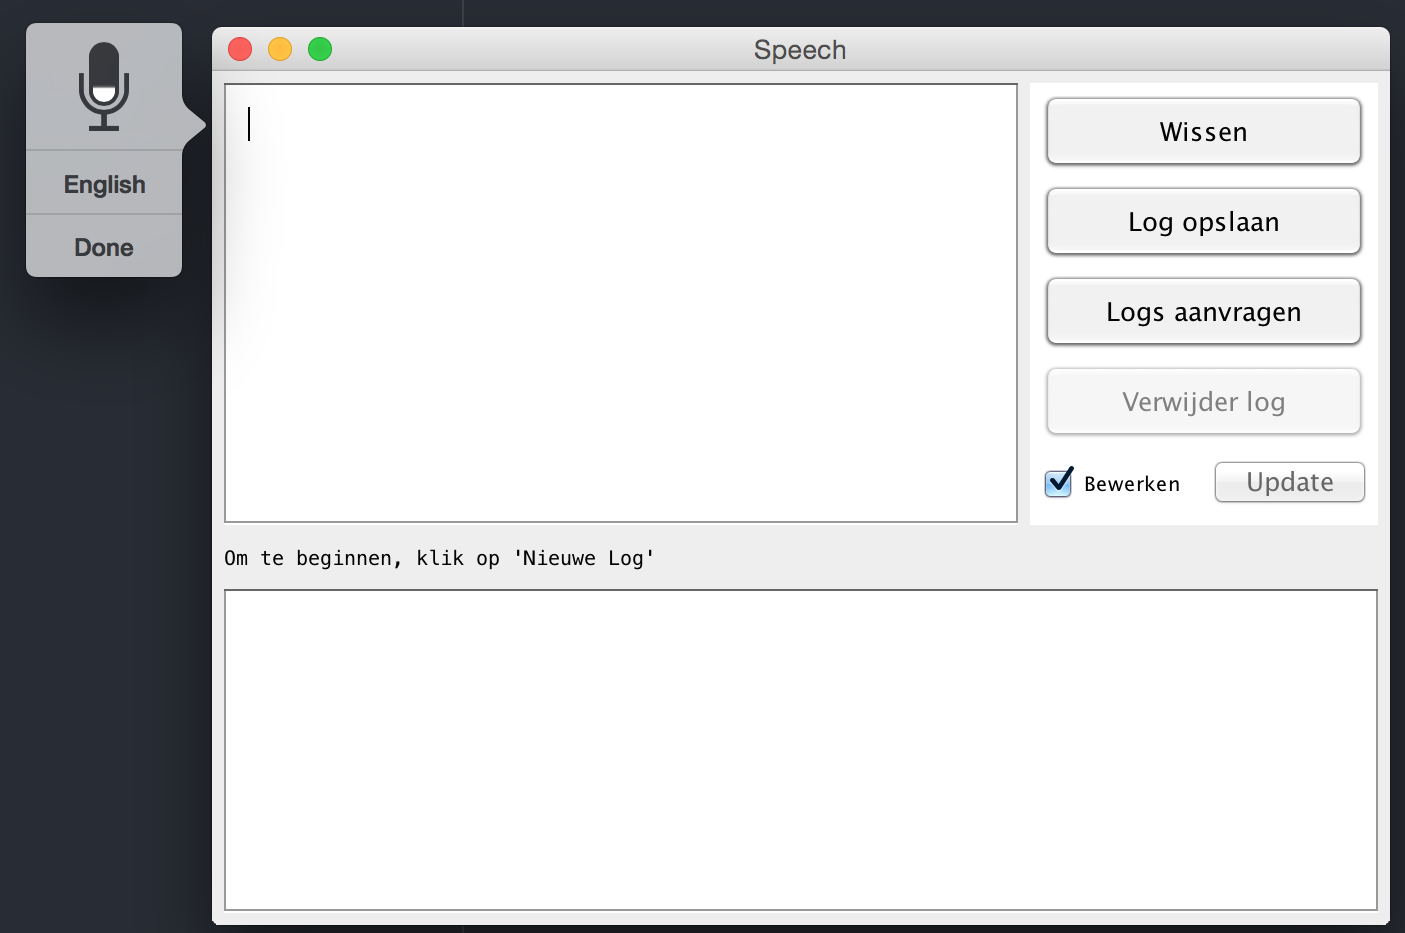 English
Done
Speech
Wissen
Log opslaan
Logs aanvragen
Verwijder log
Bewerken
Update
Om te beginnen, klik op 'Nieuwe Log'